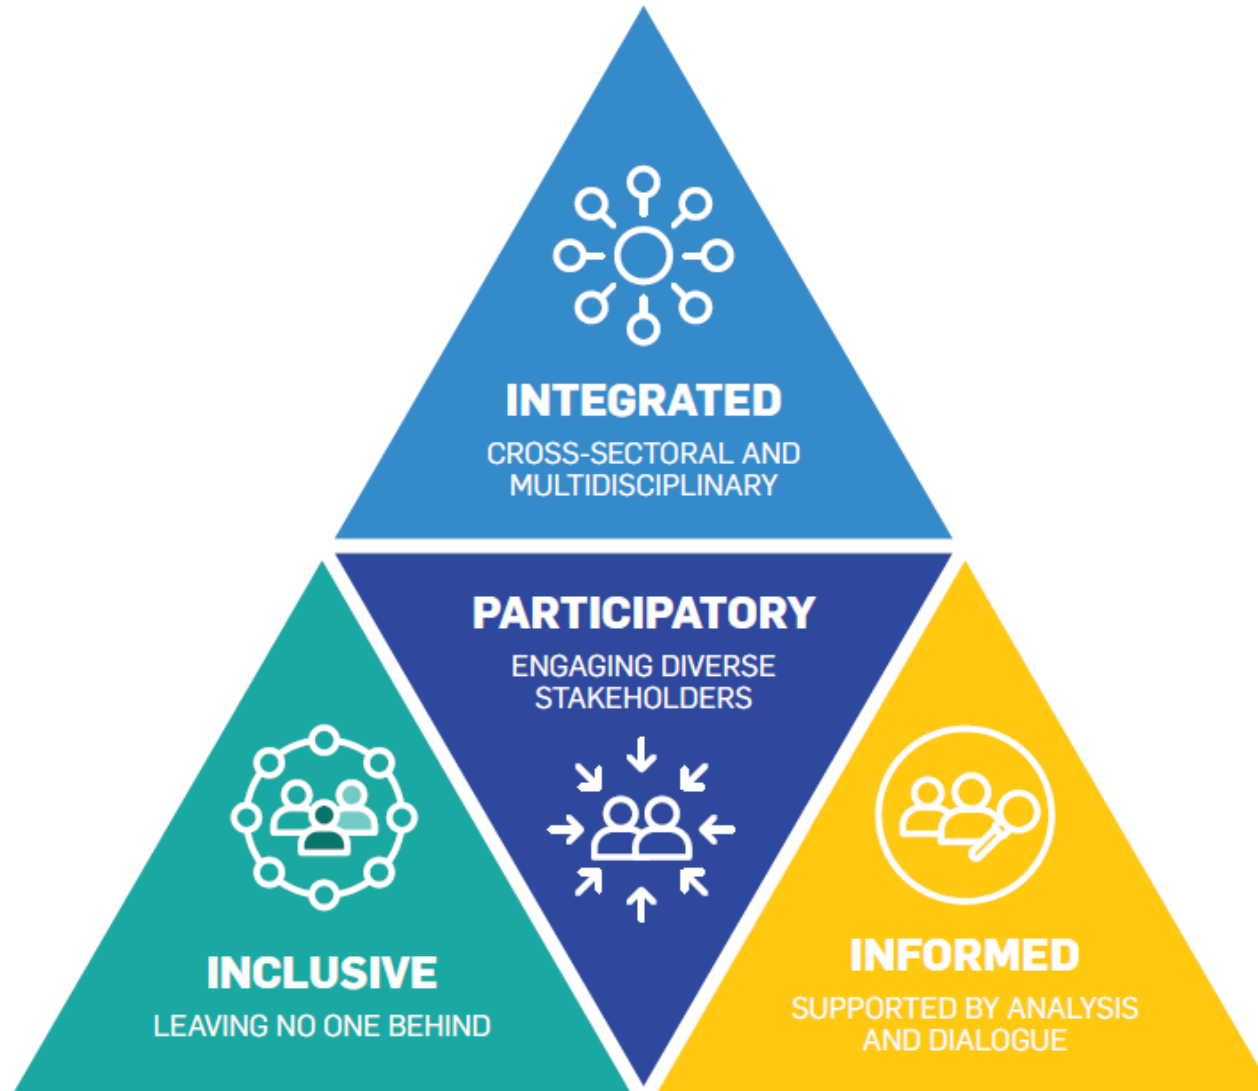 INTEGRATED
CROSS-SECTORAL AND
MULTIDISCIPLINARY
PARTICIPATORY
ENGAGING DIVERSE
STAKEHOLDERS
INCLUSIVE
LEAVING NO ONE BEHIND
INFORMED
SUPPORTED BY ANALYSIS
AND DIALOGUE